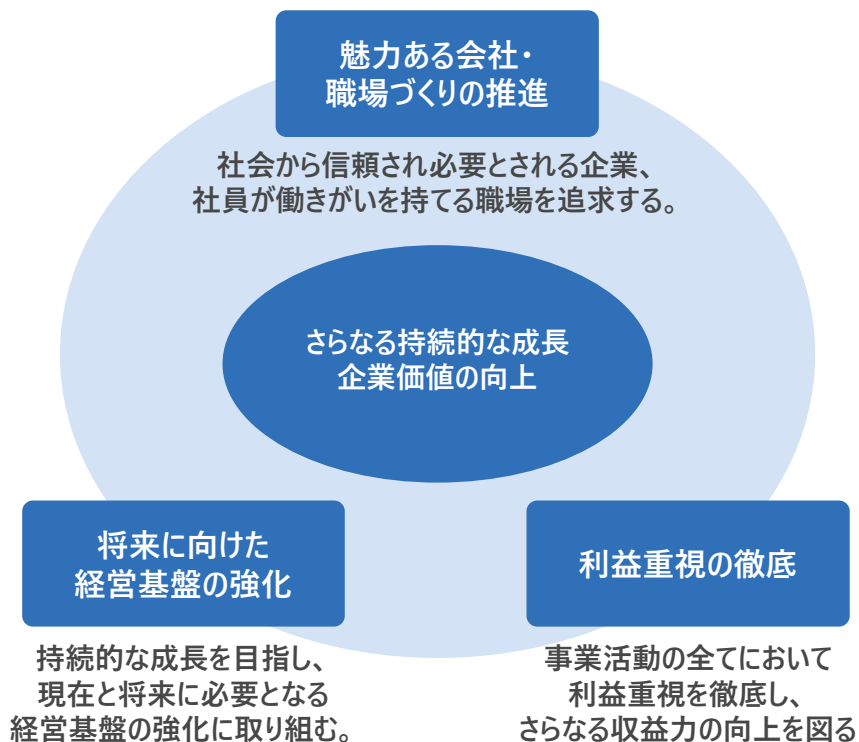 魅力ある会社・
職場づくりの推進
社会から信頼され必要とされる企業、
社員が働きがいを持てる職場を追求する。
さらなる持続的な成長
企業価値の向上
将来に向けた
経営基盤の強化
持続的な成長を目指し、
現在と将来に必要となる
経営基盤の強化に取り組む。
利益重視の徹底
事業活動の全てにおいて
利益重視を徹底し、
さらなる収益力の向上を図る